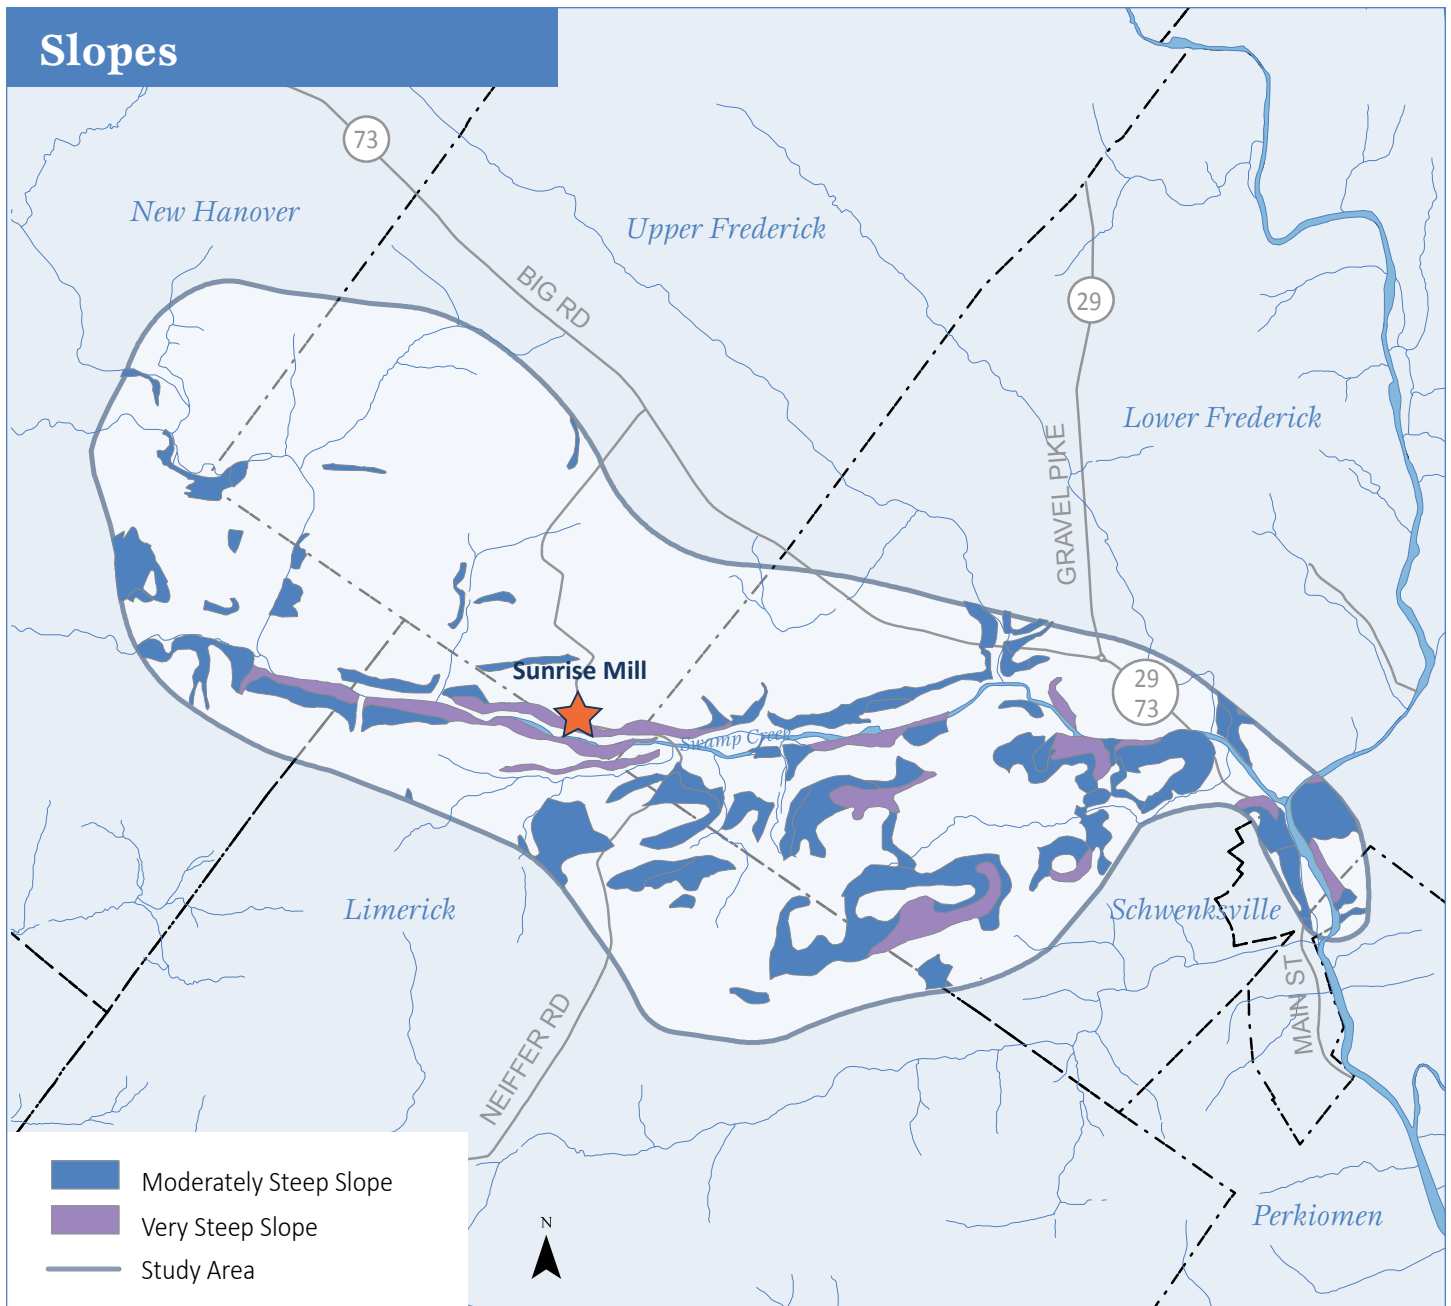 Slopes
73
New Hanover
Upper Frederick
BIG RD
29
Lower Frederick
GRAVEL PIKE
Sunrise Mill
29
73
Swamp Creek
Limerick
Schwenksville
MAIN ST
NEIFFER RD
Perkiomen
Moderately Steep Slope
Very Steep Slope
Study Area
N